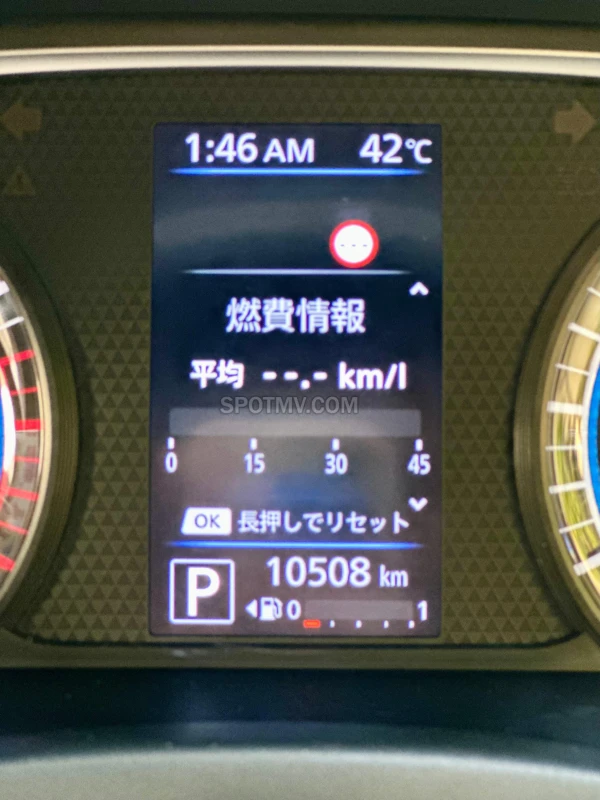 1:46 AM 42℃
---
燃費情報
平均 --.- km/l
SPOTMV.COM
0 15 30 45
OK 長押しでリセット
P 10508 km
0 1